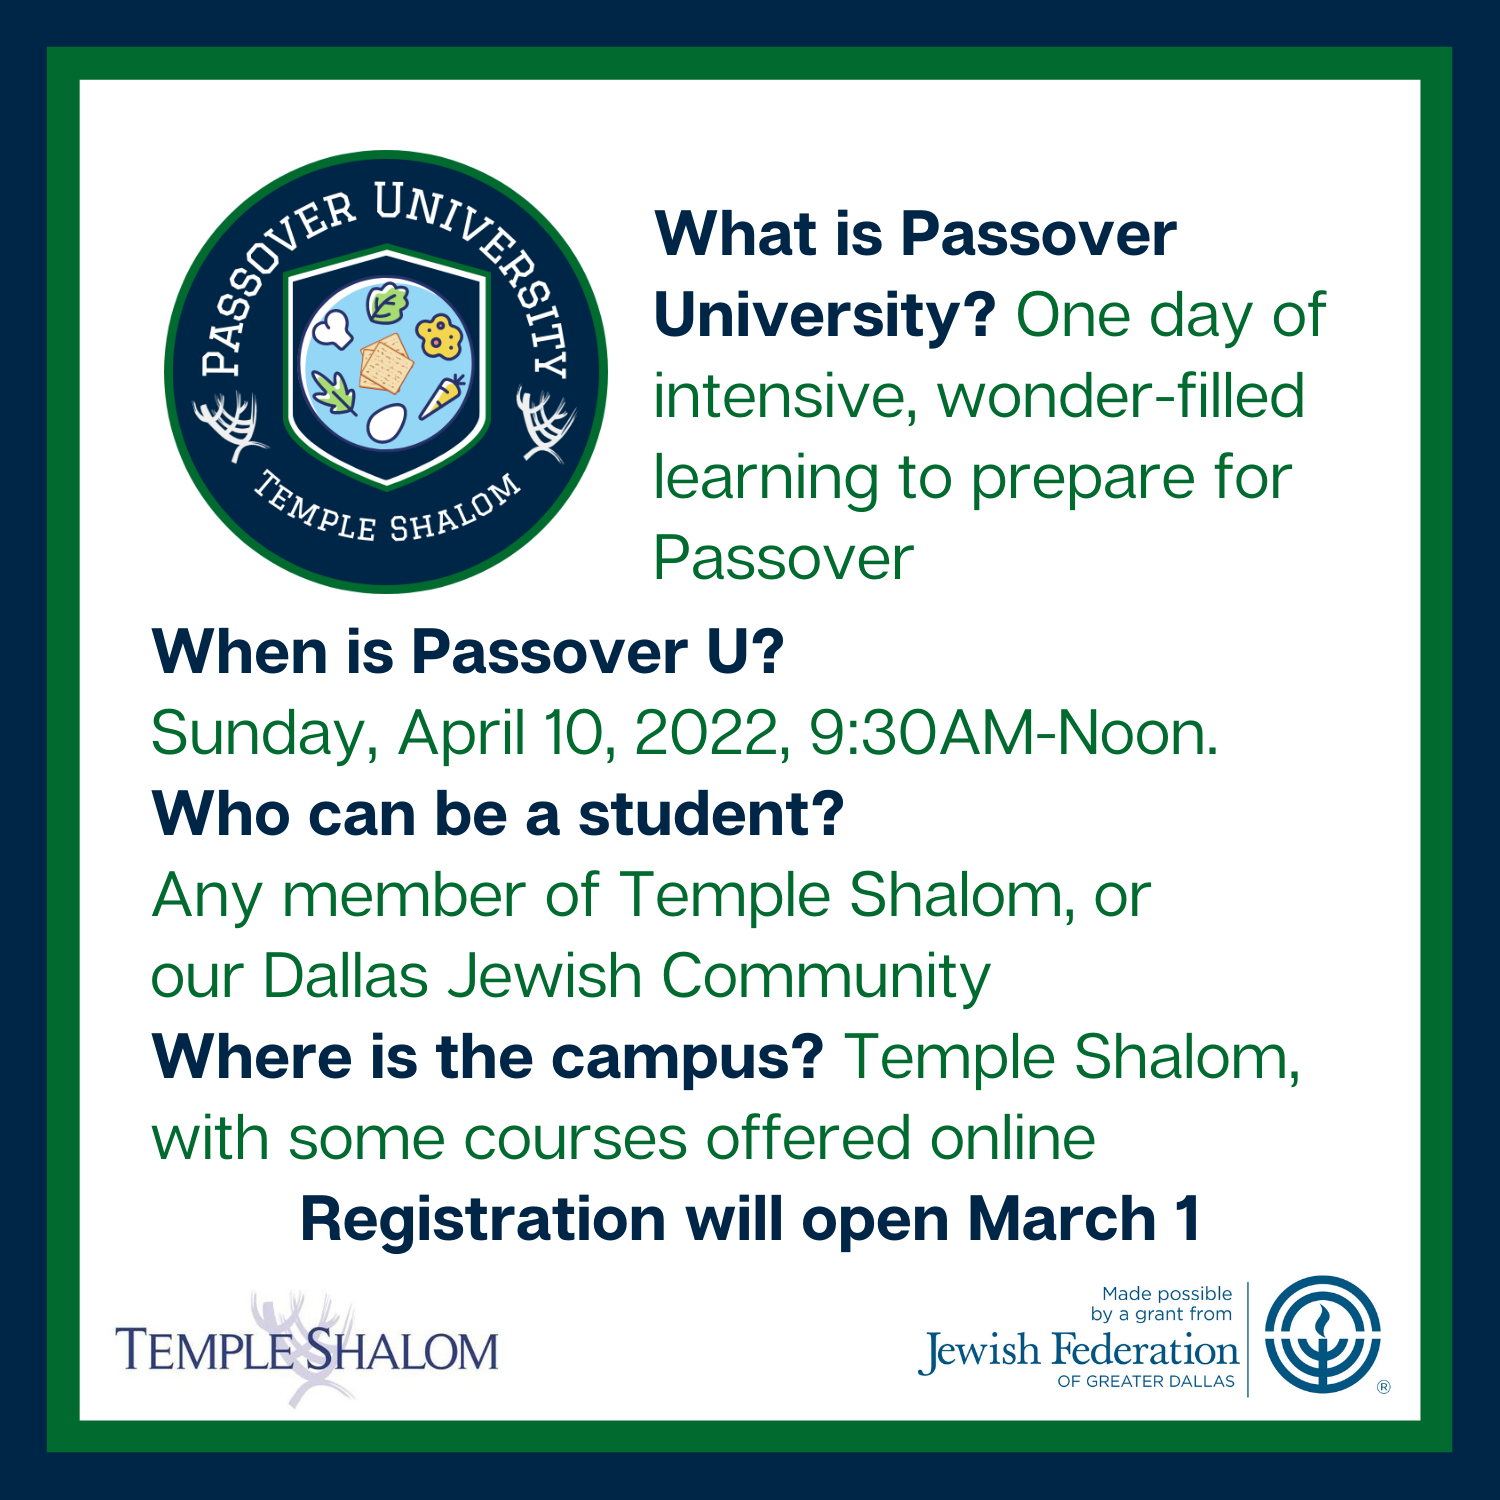 PASSOVER UNIVERSITY
TEMPLE SHALOM
What is Passover
University? One day of
intensive, wonder-filled
learning to prepare for
Passover
When is Passover U?
Sunday, April 10, 2022, 9:30AM-Noon.
Who can be a student?
Any member of Temple Shalom, or
our Dallas Jewish Community
Where is the campus? Temple Shalom,
with some courses offered online
Registration will open March 1
TEMPLE SHALOM
Made possible
by a grant from
Jewish Federation
OF GREATER DALLAS
®